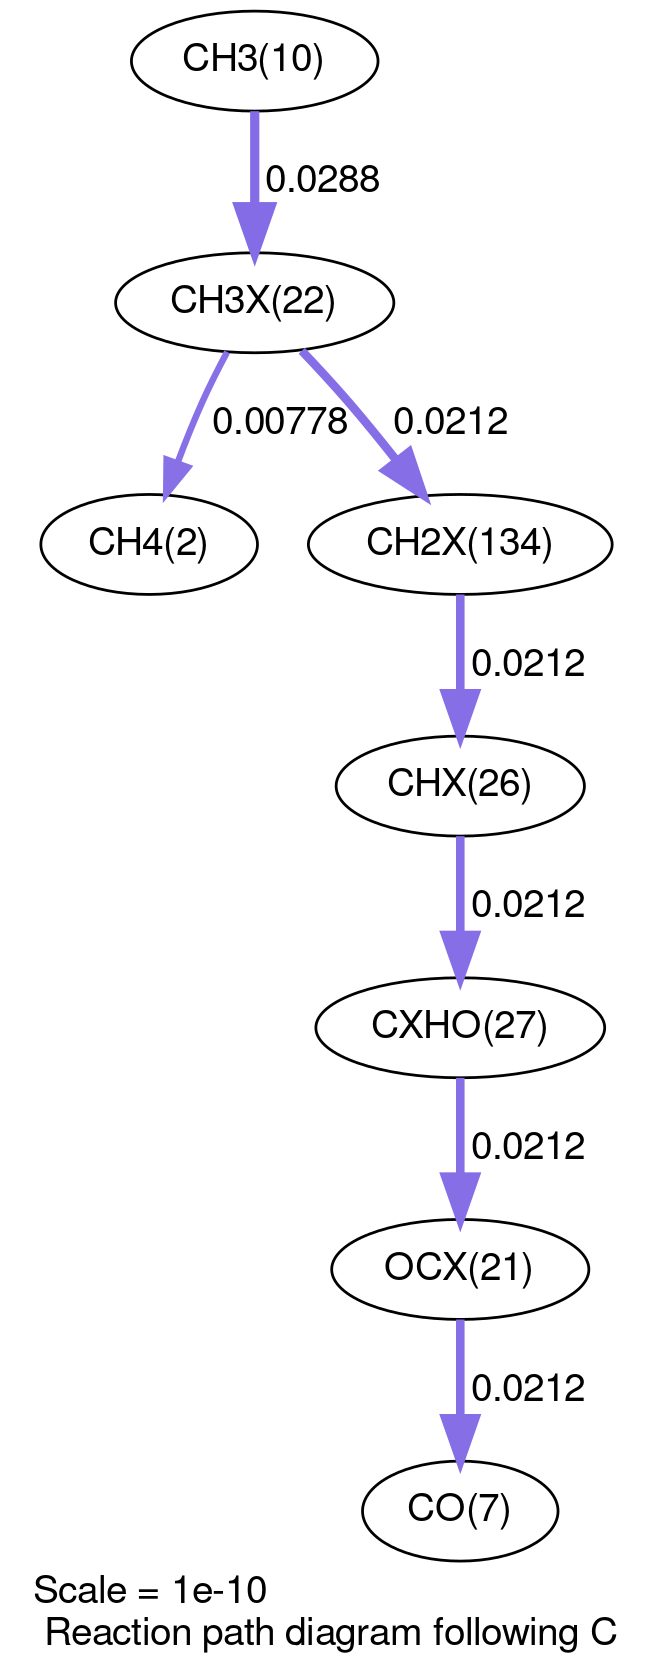 CH3(10)
0.0288
CH3X(22)
0.00778
0.0212
CH4(2)
CH2X(134)
0.0212
CHX(26)
0.0212
CXHO(27)
0.0212
OCX(21)
0.0212
CO(7)
Scale = 1e-10
Reaction path diagram following C